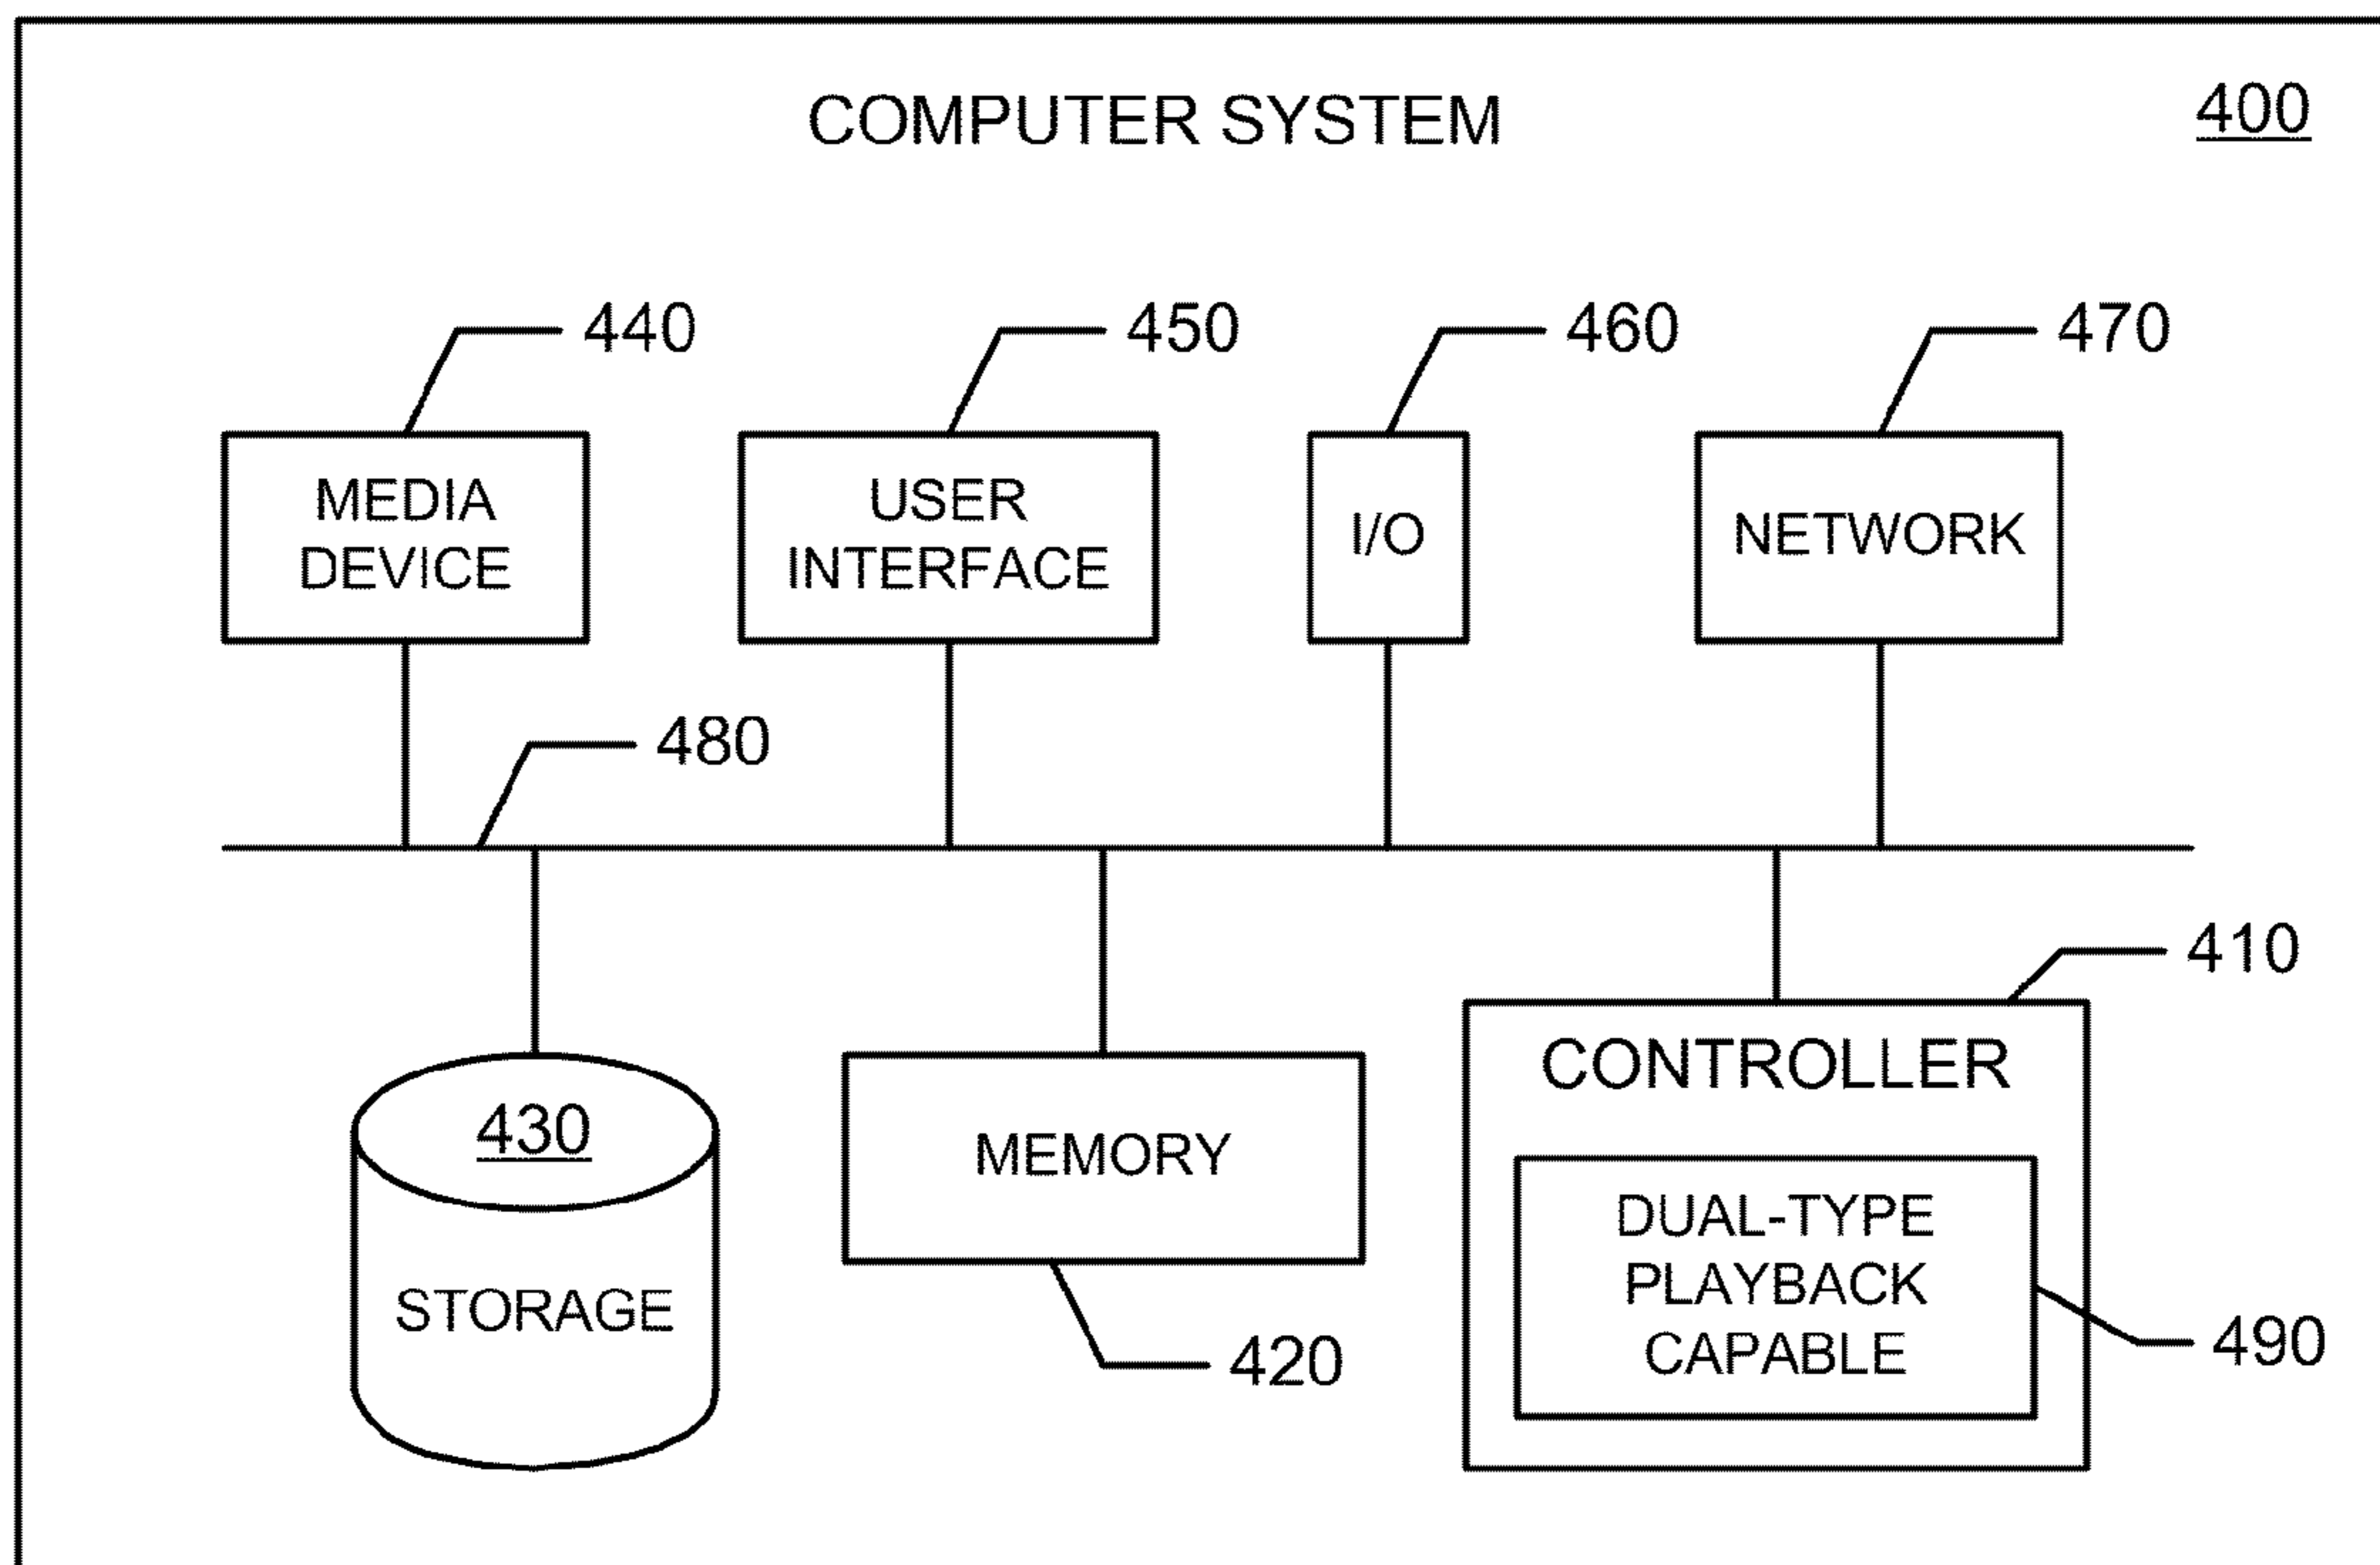 COMPUTER SYSTEM
400
440
450
460
470
MEDIA
DEVICE
USER
INTERFACE
I/O
NETWORK
480
410
430
STORAGE
MEMORY
420
CONTROLLER
DUAL-TYPE
PLAYBACK
CAPABLE
490